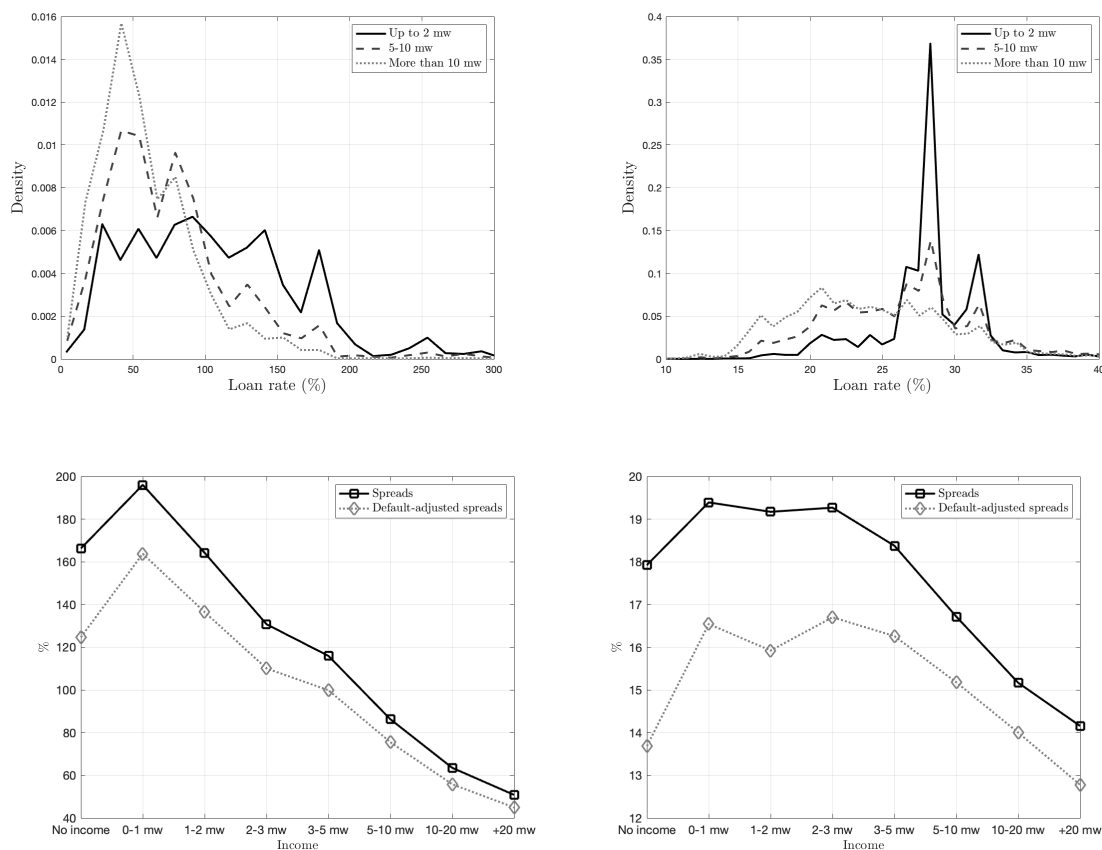 0.016
0.014
0.012
0.01
0.008
0.006
0.004
0.002
0
Density
Up to 2 mw
5-10 mw
More than 10 mw
0 50 100 150 200 250 300
Loan rate (%)
0.4
0.35
0.3
0.25
0.2
0.15
0.1
0.05
0
Density
Up to 2 mw
5-10 mw
More than 10 mw
10 15 20 25 30 35 40
Loan rate (%)
200
180
160
140
120
100
80
60
40
%
Spreads
Default-adjusted spreads
No income 0-1 mw 1-2 mw 2-3 mw 3-5 mw 5-10 mw 10-20 mw +20 mw
Income
20
19
18
17
16
15
14
13
12
%
Spreads
Default-adjusted spreads
No income 0-1 mw 1-2 mw 2-3 mw 3-5 mw 5-10 mw 10-20 mw +20 mw
Income